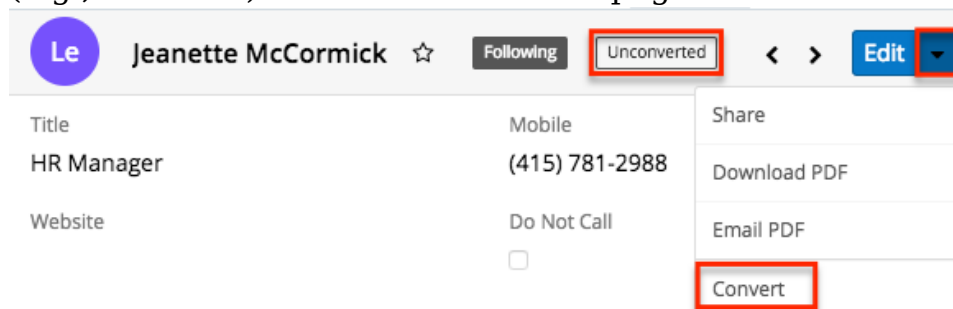 Le Jeanette McCormick ☆ Following Unconverted < > Edit
Title Mobile Share
HR Manager (415) 781-2988 Download PDF
Website Do Not Call Email PDF
Convert